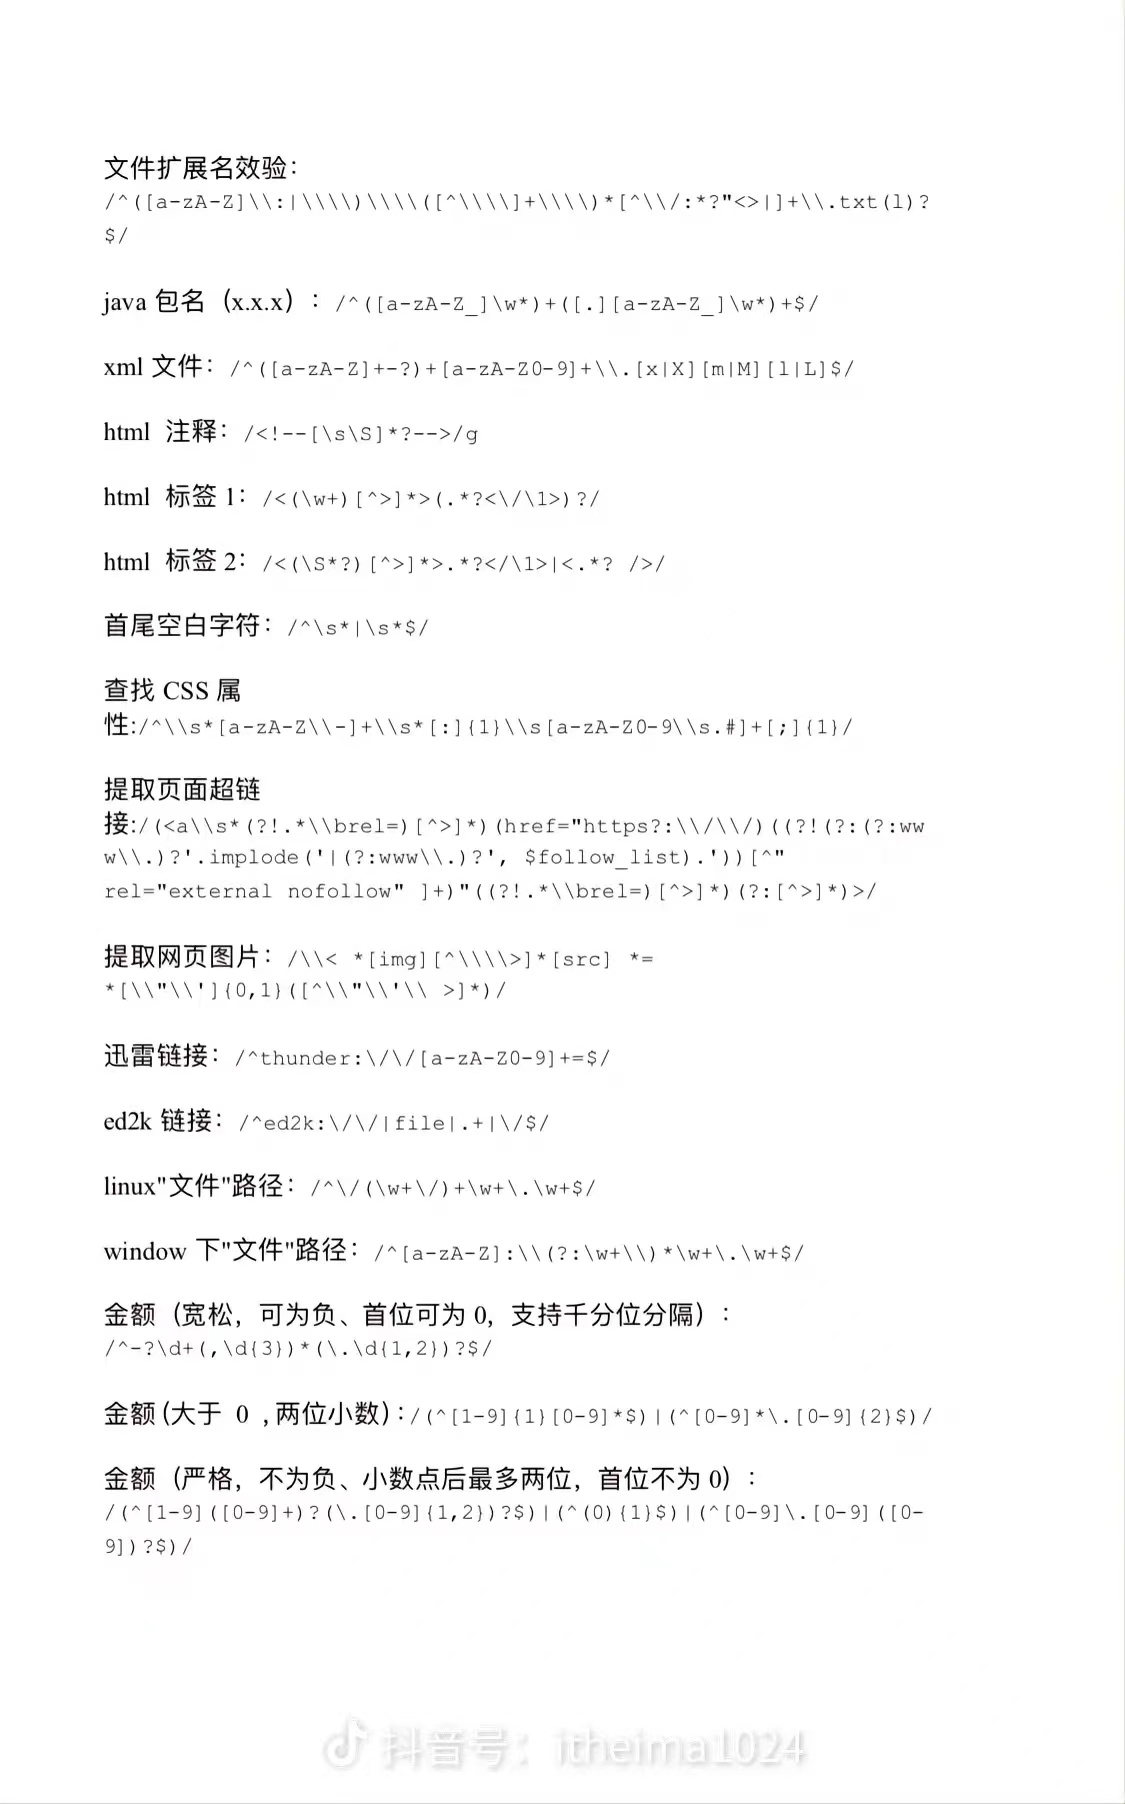 文件扩展名效验：
/^([a-zA-Z]\\:|\\\\)\\\\([^\\\\]+\\\\)*[^\\/:*?"<>|]+\\.txt(l)?
$/
java 包名（x.x.x）：/^([a-zA-Z_]\w*)+([.][a-zA-Z_]\w*)+$/
xml 文件：/^([a-zA-Z]+-?)+[a-zA-Z0-9]+\\.[x|X][m|M][l|L]$/
html 注释：/<!--[\s\S]*?-->/g
html 标签 1：/<(\w+)[^>]*>(.*?<\/\1>)?/
html 标签 2：/<(\S*?)[^>]*>.*?</\1>|<.*? />/
首尾空白字符：/^\s*|\s*$/
查找 CSS 属
性:/^\\s*[a-zA-Z\\-]+\\s*[:]{1}\\s[a-zA-Z0-9\\s.#]+[;]{1}/
提取页面超链
接:/(<a\\s*(?!.*\\brel=)[^>]*)(href="https?:\\/\\/)((?!(?:(?:ww
w\\.)?'.implode('|(?:www\\.)?', $follow_list).'))[^"
rel="external nofollow" ]+)"((?!.*\\brel=)[^>]*)(?:[^>]*)>/
提取网页图片：/\\< *[img][^\\\\>]*[src] *=
*[\\"\\']{0,1}([^\\"\\'\\ >]*)/
迅雷链接：/^thunder:\/\/[a-zA-Z0-9]+=$/
ed2k 链接：/^ed2k:\/\/|file|.+|\/$/
linux"文件"路径：/^\/(\w+\/)+\w+\.\w+$/
window 下"文件"路径：/^[a-zA-Z]:\\(?:\w+\\)*\w+\.\w+$/
金额（宽松，可为负、首位可为 0，支持千分位分隔）：
/^-?\d+(,\d{3})*(\.\d{1,2})?$/
金额(大于 0 ,两位小数):/(^[1-9]{1}[0-9]*$)|(^[0-9]*\.[0-9]{2}$)/
金额（严格，不为负、小数点后最多两位，首位不为 0）：
/(^[1-9]([0-9]+)?(\.[0-9]{1,2})?$)|(^(0){1}$)|(^[0-9]\.[0-9]([0-
9])?$)/
抖音号：itheima1024